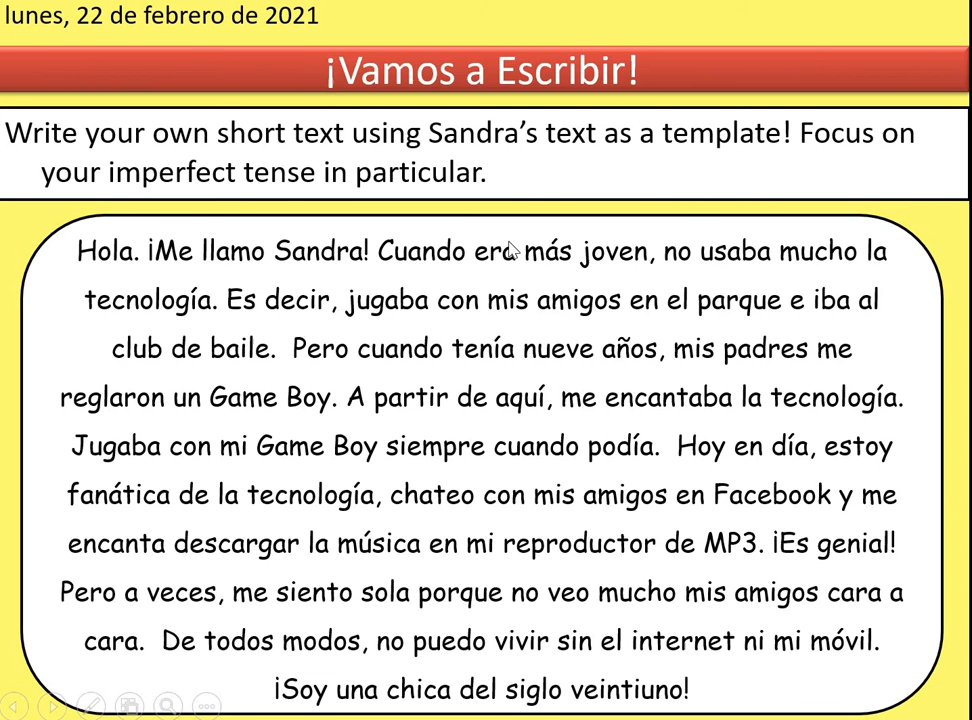 lunes, 22 de febrero de 2021
¡Vamos a Escribir!
Write your own short text using Sandra's text as a template! Focus on
your imperfect tense in particular.
Hola. ¡Me llamo Sandra! Cuando era más joven, no usaba mucho la
tecnología. Es decir, jugaba con mis amigos en el parque e iba al
club de baile. Pero cuando tenía nueve años, mis padres me
reglaron un Game Boy. A partir de aquí, me encantaba la tecnología.
Jugaba con mi Game Boy siempre cuando podía. Hoy en día, estoy
fanática de la tecnología, chateo con mis amigos en Facebook y me
encanta descargar la música en mi reproductor de MP3. ¡Es genial!
Pero a veces, me siento sola porque no veo mucho mis amigos cara a
cara. De todos modos, no puedo vivir sin el internet ni mi móvil.
¡Soy una chica del siglo veintiuno!